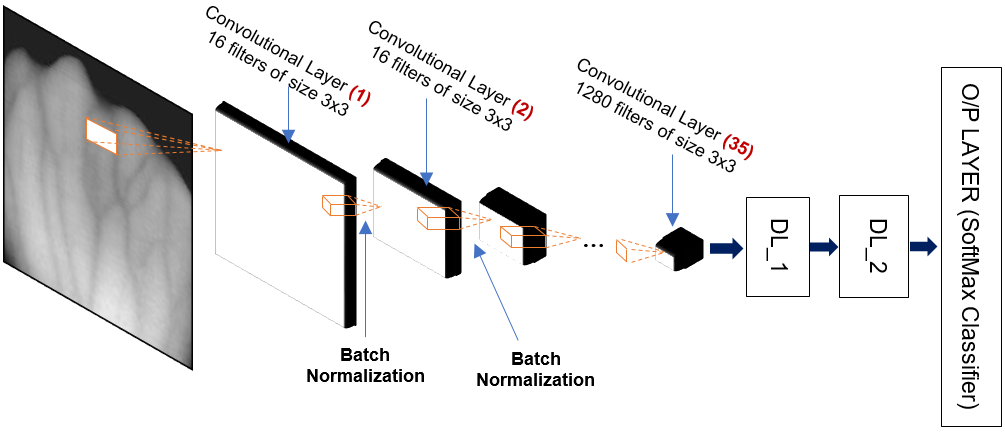 Convolutional Layer (1)
16 filters of size 3x3
Convolutional Layer (2)
16 filters of size 3x3
Convolutional Layer (35)
1280 filters of size 3x3
...
DL_1
DL_2
O/P LAYER (SoftMax Classifier)
Batch
Normalization
Batch
Normalization